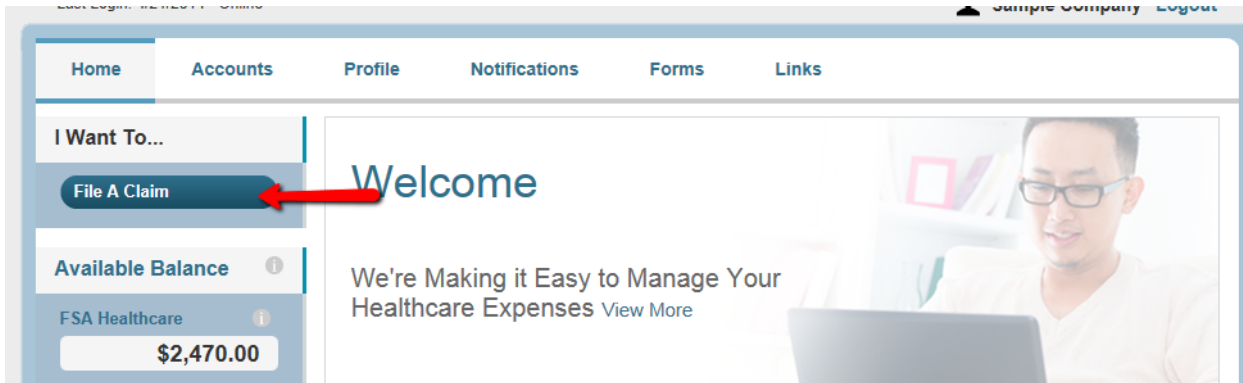 Sample Company Logout
Home Accounts Profile Notifications Forms Links
I Want To...
File A Claim
Available Balance
FSA Healthcare
$2,470.00
Welcome
We're Making it Easy to Manage Your
Healthcare Expenses View More